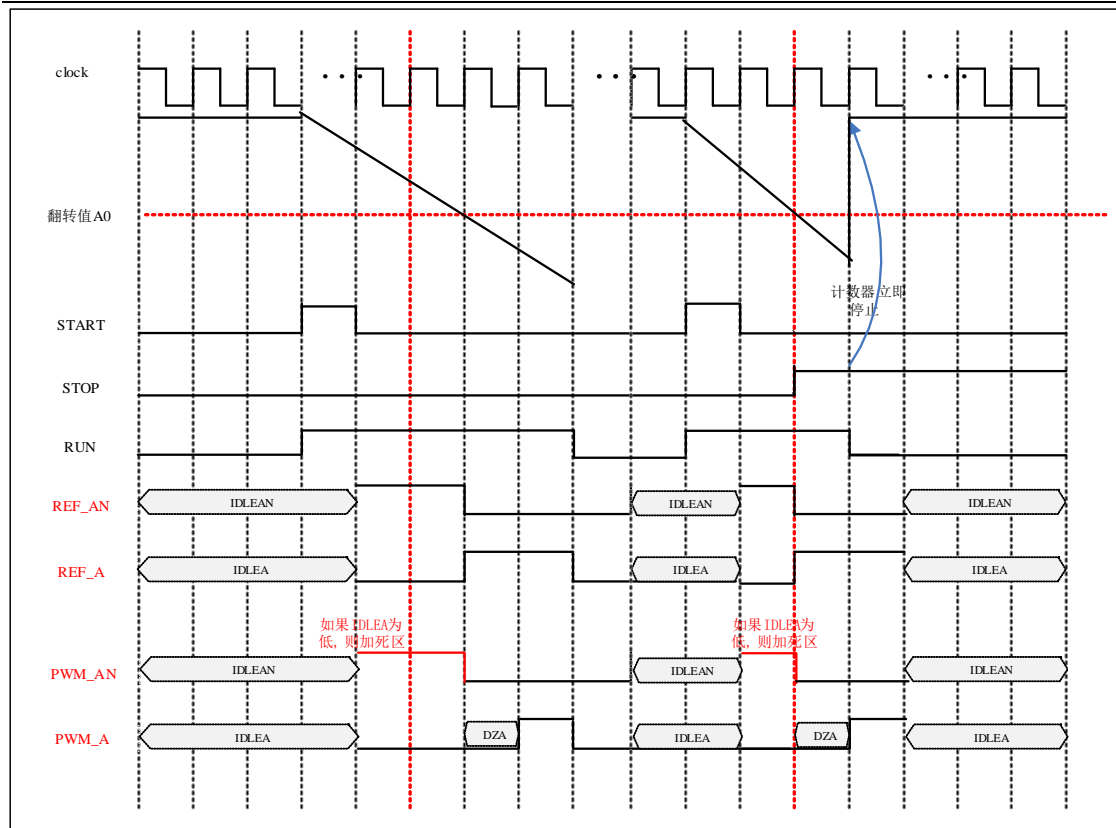 clock
· · ·
· · ·
· · ·
翻转值A0
计数器立即
停止
START
STOP
RUN
REF_AN
IDLEAN
IDLEAN
IDLEAN
REF_A
IDLEA
IDLEA
IDLEA
如果IDLEA为
低, 则加死区
如果IDLEA为
低, 则加死区
PWM_AN
IDLEAN
IDLEAN
IDLEAN
PWM_A
IDLEA
DZA
IDLEA
DZA
IDLEA